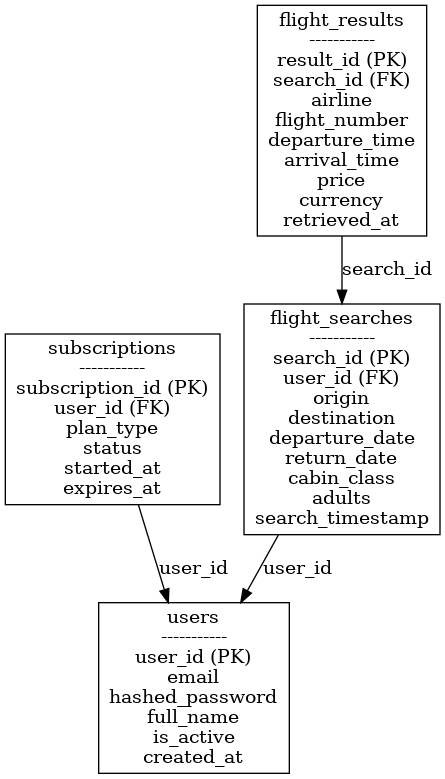 flight_results
-----------
result_id (PK)
search_id (FK)
airline
flight_number
departure_time
arrival_time
price
currency
retrieved_at
search_id
flight_searches
-----------
search_id (PK)
user_id (FK)
origin
destination
departure_date
return_date
cabin_class
adults
search_timestamp
subscriptions
-----------
subscription_id (PK)
user_id (FK)
plan_type
status
started_at
expires_at
user_id
user_id
users
-----------
user_id (PK)
email
hashed_password
full_name
is_active
created_at